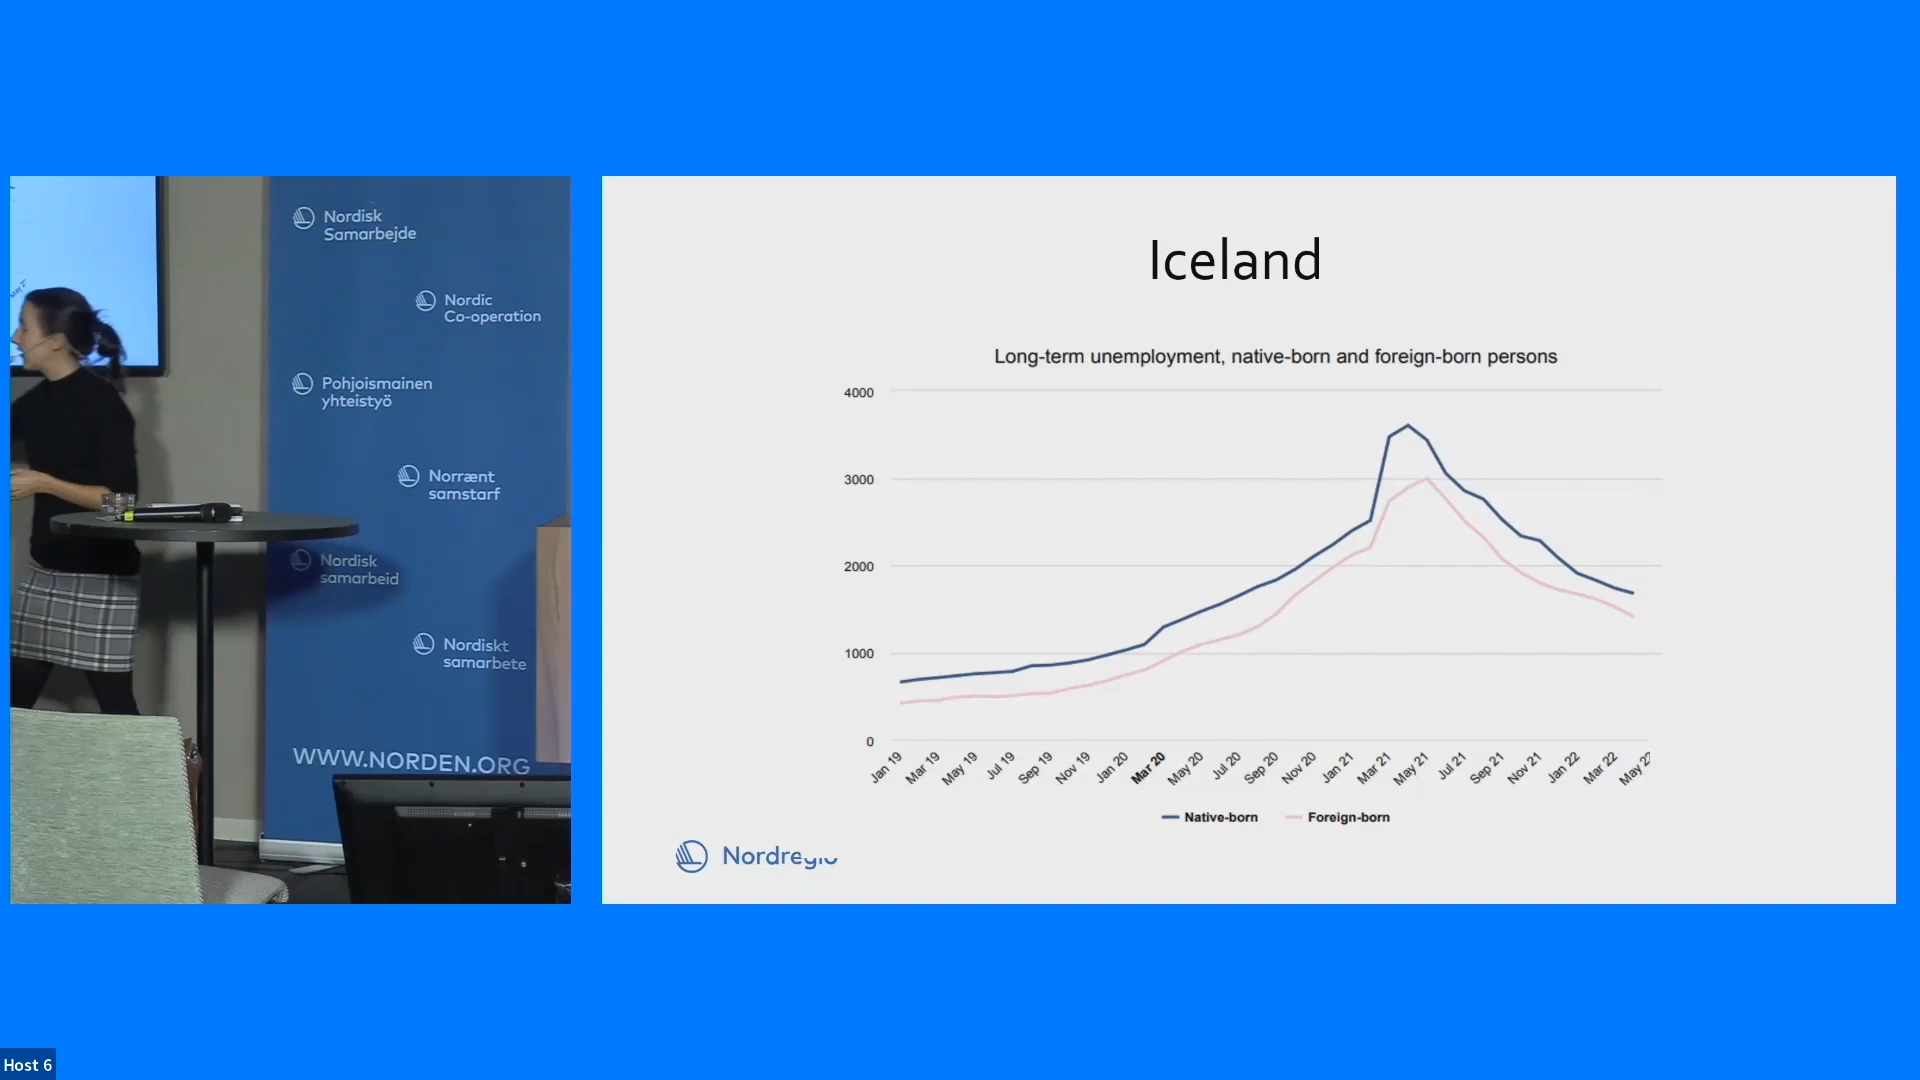 Nordisk
Samarbejde
Nordic
Co-operation
Pohjoismainen
yhteistyö
Norrænt
samstarf
Nordisk
samarbeid
Nordiskt
samarbete
WWW.NORDEN.ORG
Iceland
Long-term unemployment, native-born and foreign-born persons
4000
3000
2000
1000
0
Jan 19 Mar 19 May 19 Jul 19 Sep 19 Nov 19 Jan 20 Mar 20 May 20 Jul 20 Sep 20 Nov 20 Jan 21 Mar 21 May 21 Jul 21 Sep 21 Nov 21 Jan 22 Mar 22 May 22
Native-born Foreign-born
Nordregio
Host 6